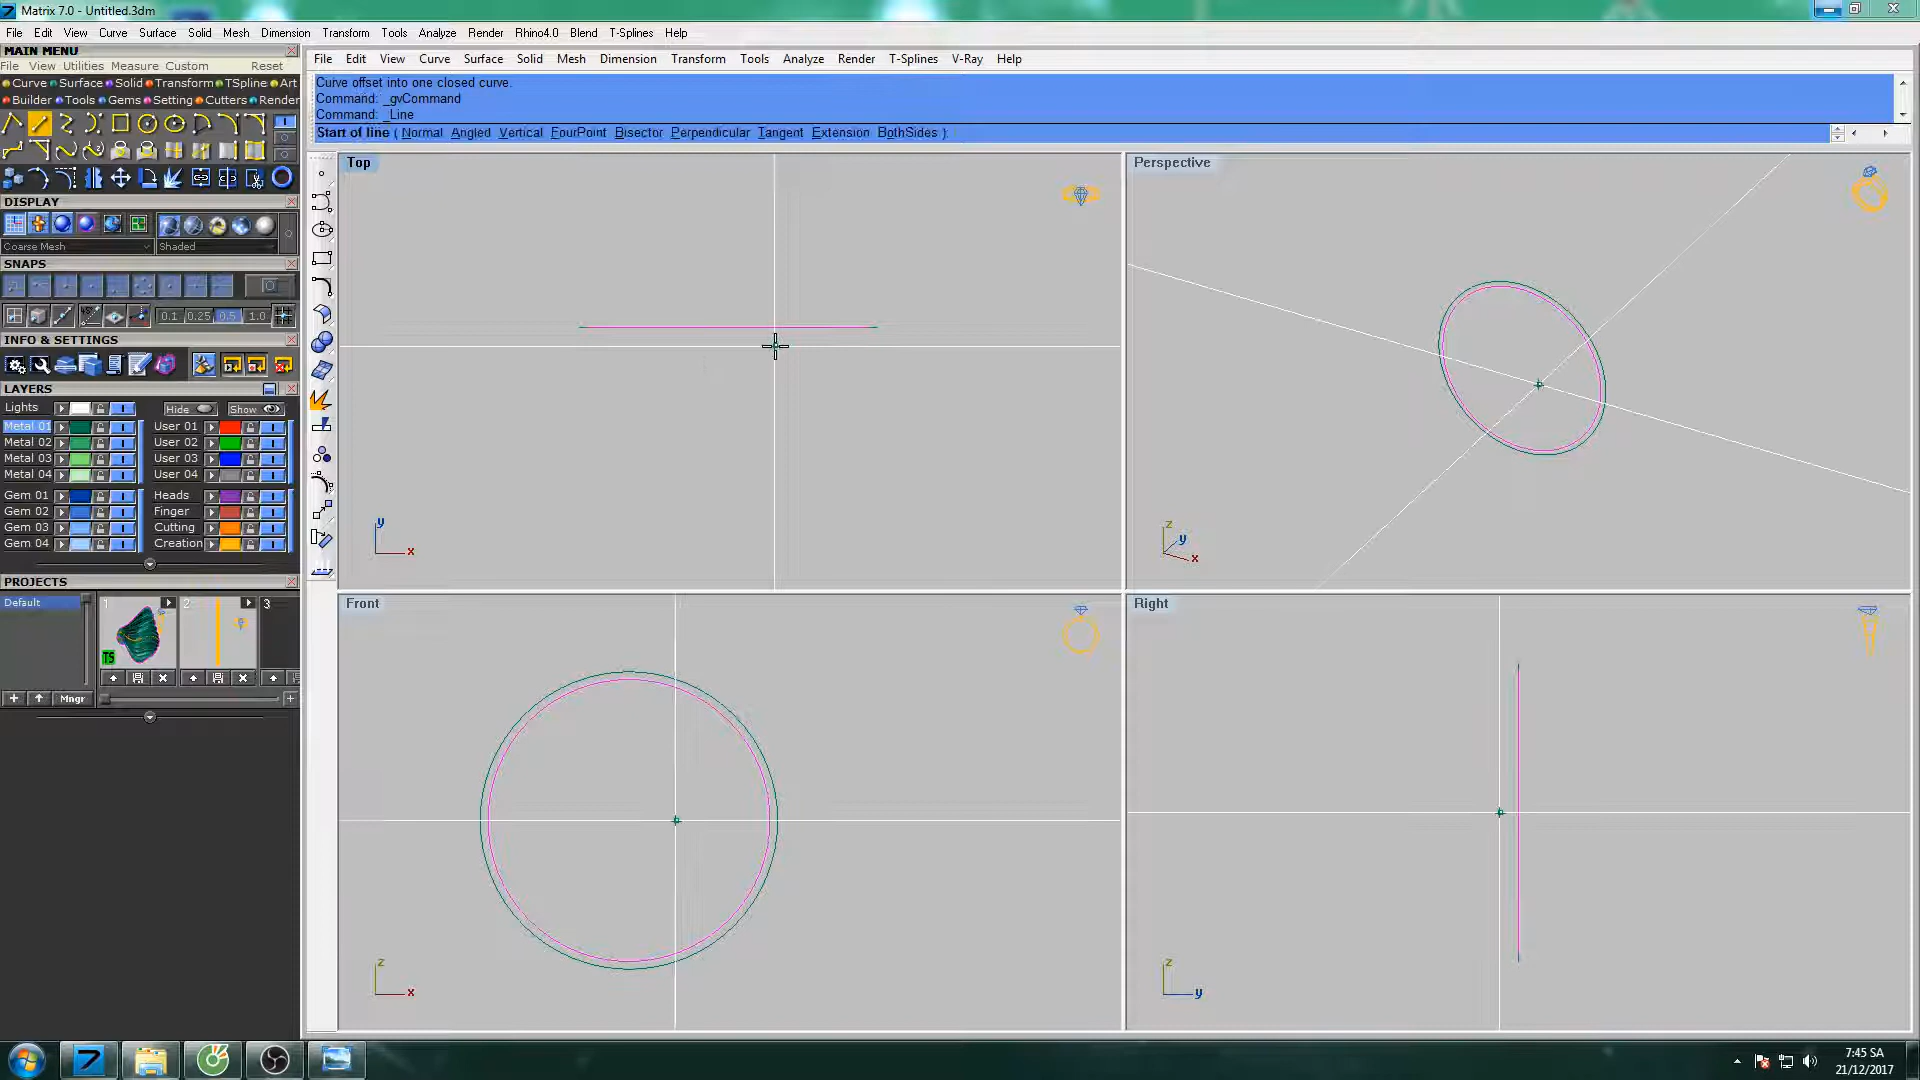 Matrix 7.0 - Untitled.3dm
File Edit View Curve Surface Solid Mesh Dimension Transform Tools Analyze Render Rhino4.0 Blend T-Splines Help
MAIN MENU
File View Utilities Measure Custom Reset
Curve Surface Solid Transform TSpline Art
Builder Tools Gems Setting Cutters Render
DISPLAY
Coarse Mesh Shaded
SNAPS
0.1 0.25 0.5 1.0
INFO & SETTINGS
LAYERS
Lights Hide Show
Metal 01 User 01
Metal 02 User 02
Metal 03 User 03
Metal 04 User 04
Gem 01 Heads
Gem 02 Finger
Gem 03 Cutting
Gem 04 Creation
PROJECTS
Default 1 2 3
TS
Mngr
File Edit View Curve Surface Solid Mesh Dimension Transform Tools Analyze Render T-Splines V-Ray Help
Curve offset into one closed curve.
Command: _gvCommand
Command: _Line
Start of line ( Normal Angled Vertical FourPoint Bisector Perpendicular Tangent Extension BothSides ):
Top
y
x
Perspective
z
y
x
Front
z
x
Right
z
y
7:45 SA
21/12/2017